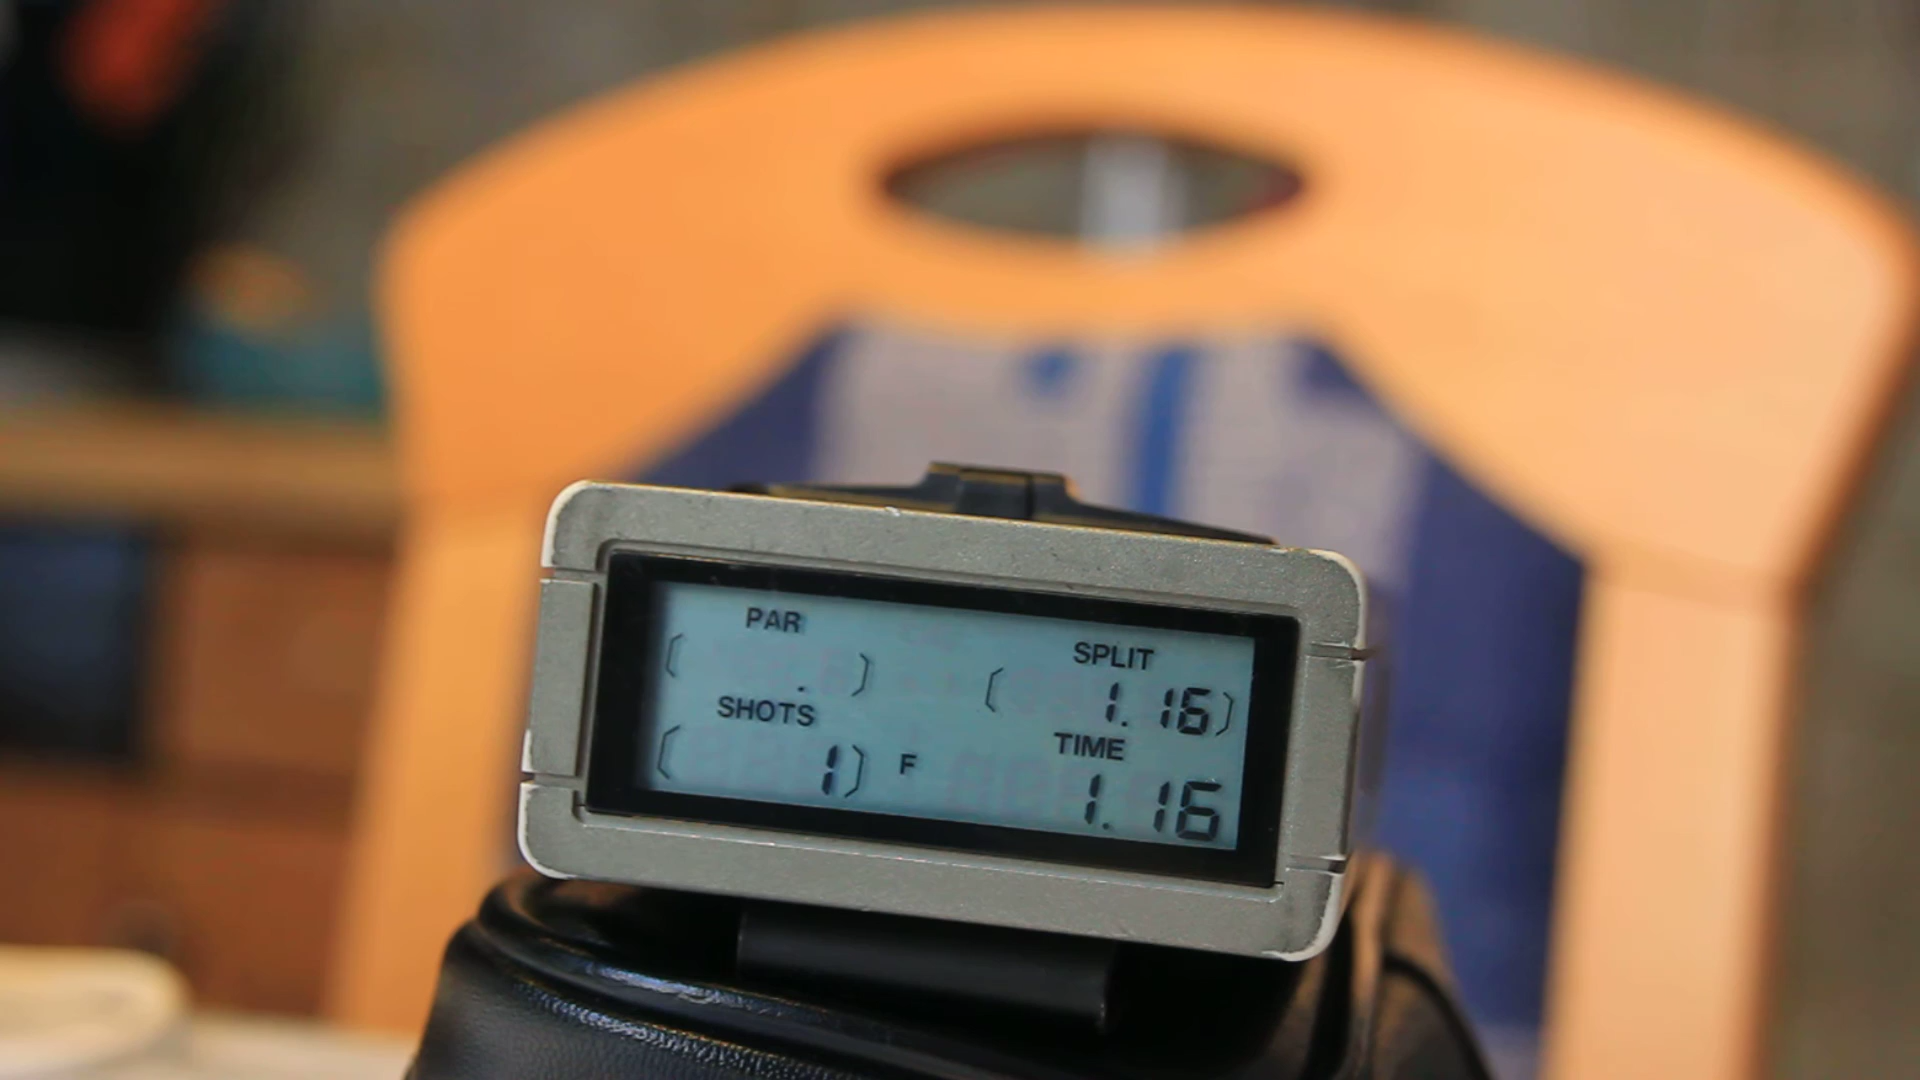 PAR
( . )
SPLIT
( 1.16)
SHOTS
( 1) F
TIME
1.16